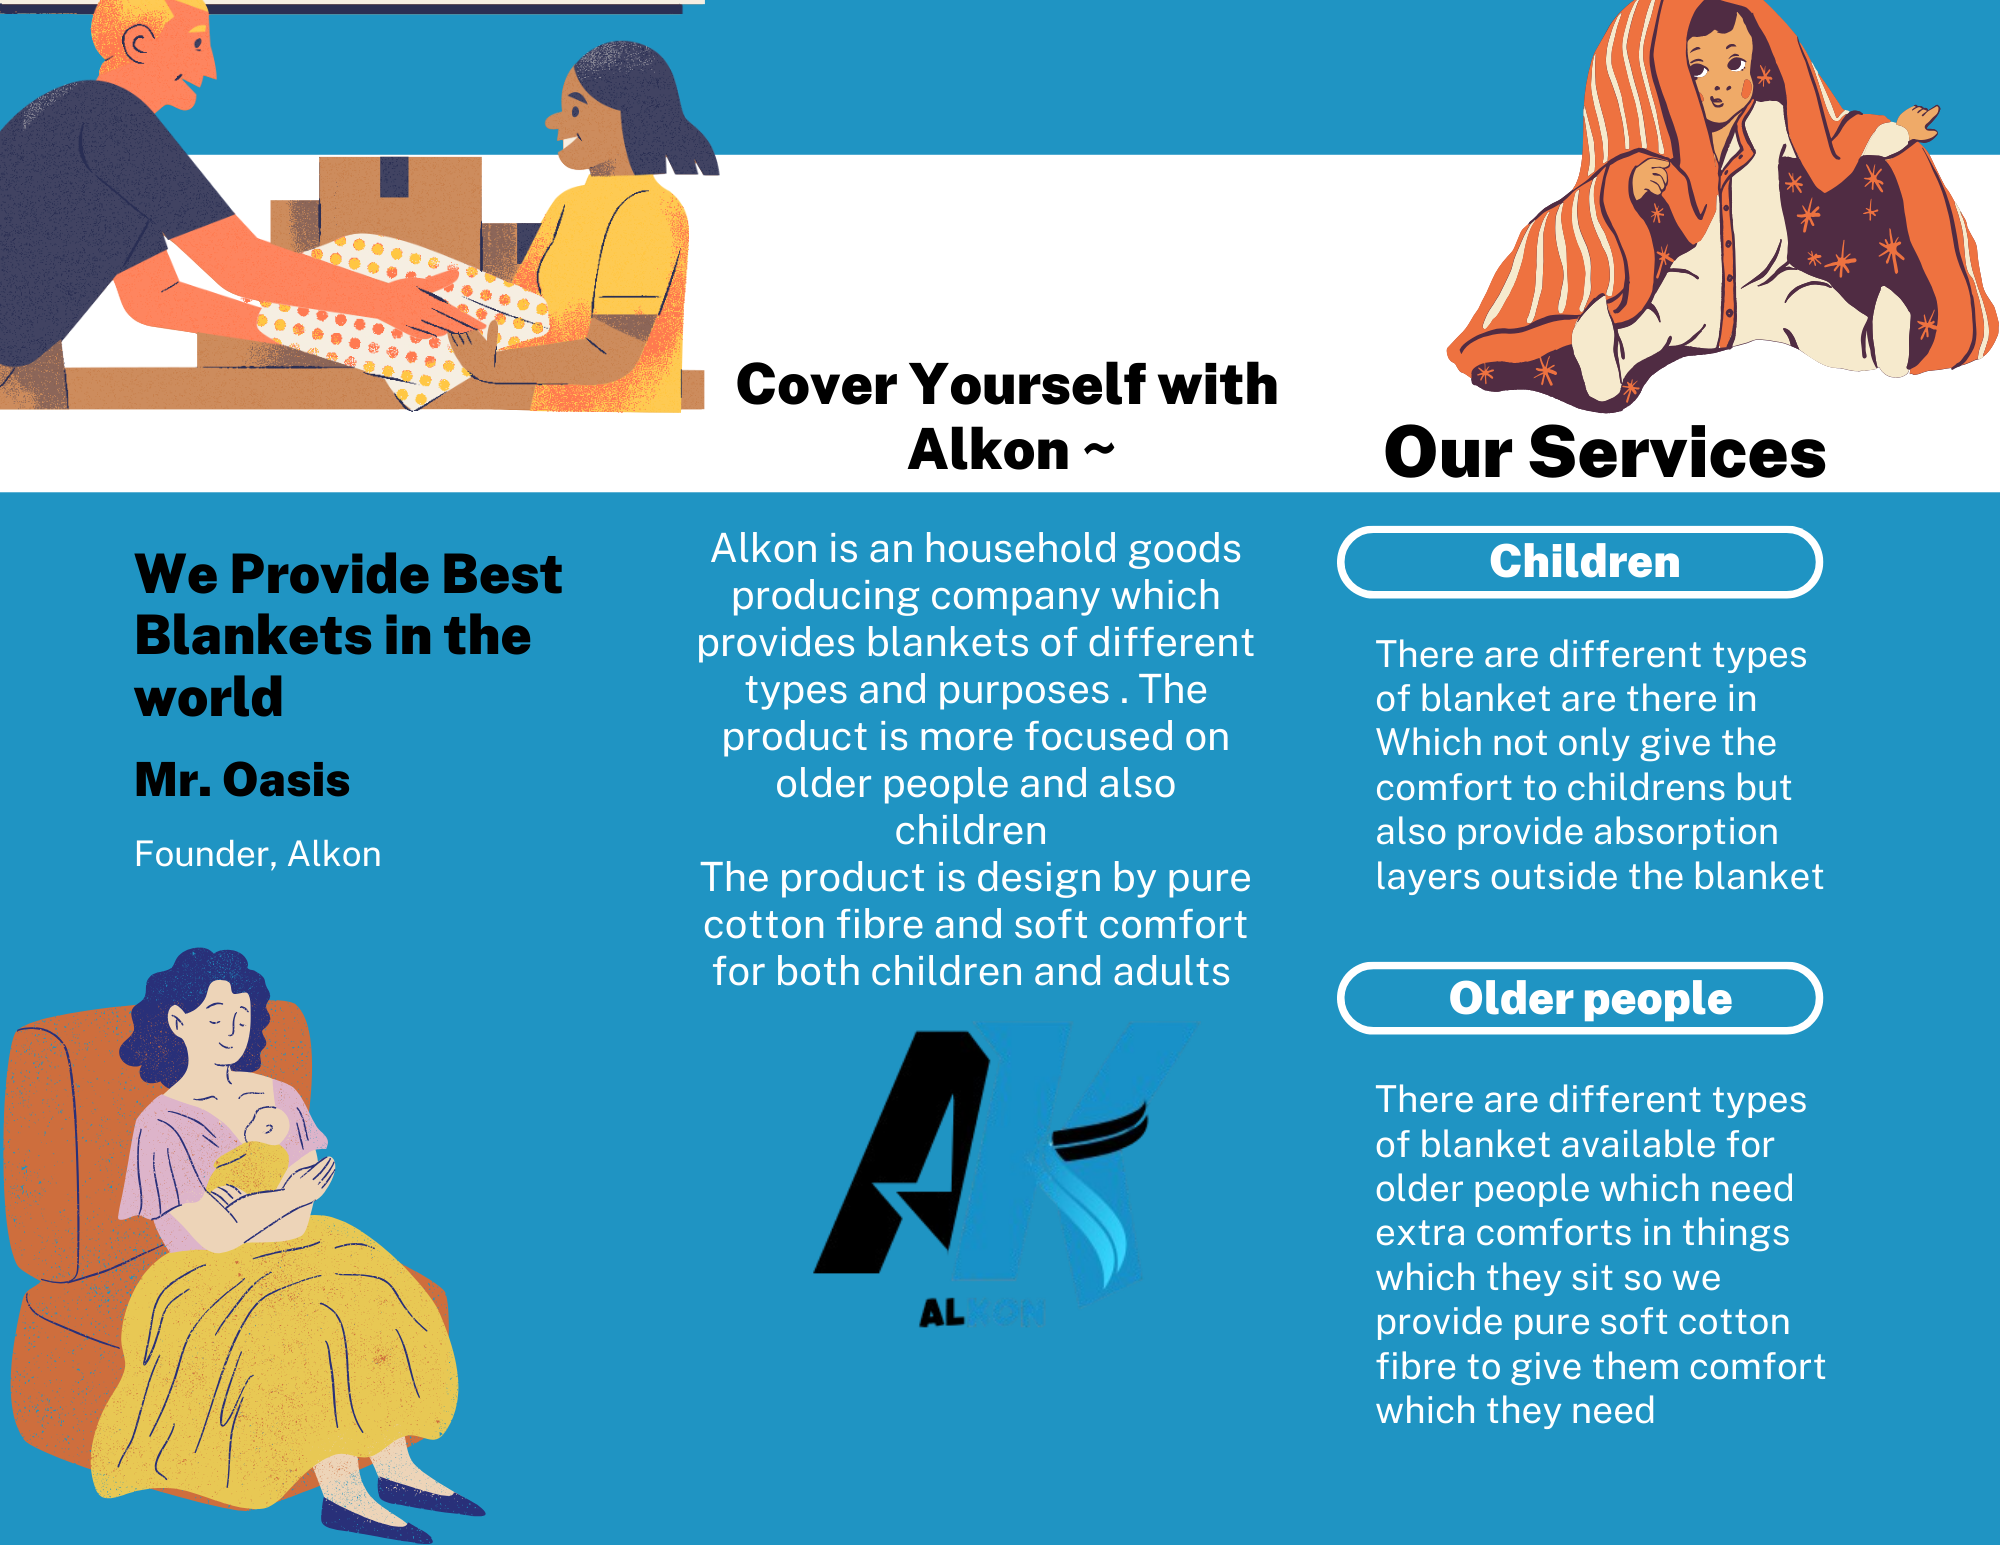 We Provide Best
Blankets in the
world
Mr. Oasis
Founder, Alkon
Cover Yourself with
Alkon ~
Alkon is an household goods
producing company which
provides blankets of different
types and purposes . The
product is more focused on
older people and also
children
The product is design by pure
cotton fibre and soft comfort
for both children and adults
AK
ALKON
Our Services
Children
There are different types
of blanket are there in
Which not only give the
comfort to childrens but
also provide absorption
layers outside the blanket
Older people
There are different types
of blanket available for
older people which need
extra comforts in things
which they sit so we
provide pure soft cotton
fibre to give them comfort
which they need